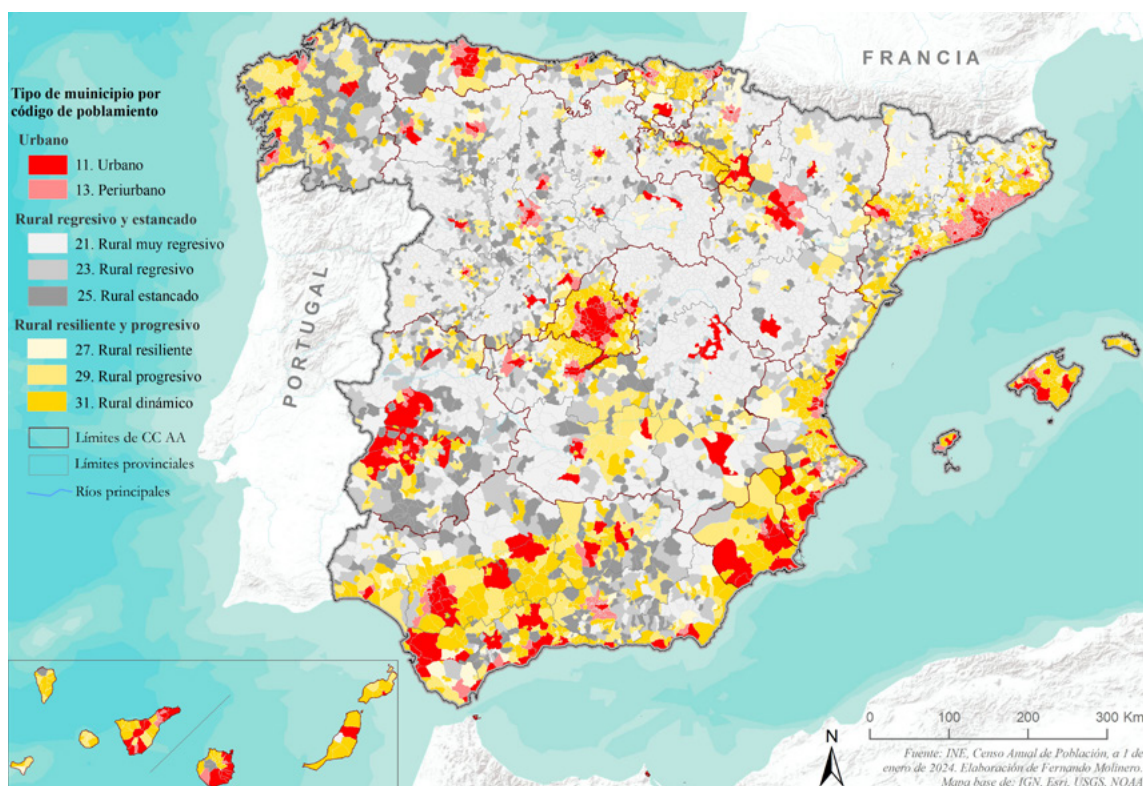 FRANCIA
PORTUGAL
Tipo de muinicipio por
código de poblamiento
Urbano
11. Urbano
13. Periurbano
Rural regresivo y estancado
21. Rural muy regresivo
23. Rural regresivo
25. Rural estancado
Rural resiliente y progresivo
27. Rural resiliente
29. Rural progresivo
31. Rural dinámico
Límites de CC AA
Límites provinciales
Ríos principales
0 100 200 300 Km
N
Fuente: INE, Censo Anual de Población, a 1 de
enero de 2024. Elaboración de Fernando Molinero.
Mapa base de: IGN, Esri, USGS, NOAA